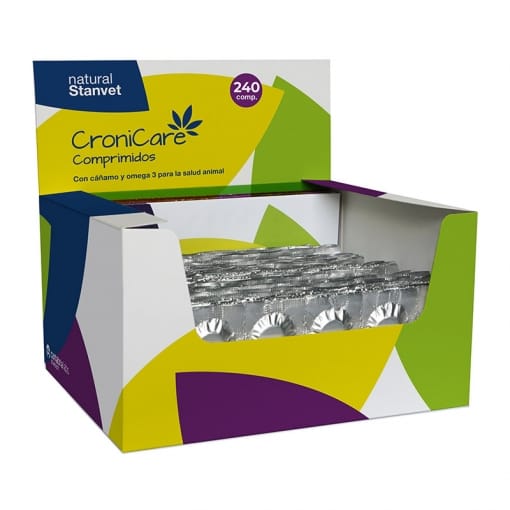 natural
Stanvet
240
comp.
CroniCare
Comprimidos
Con cáñamo y omega 3 para la salud animal